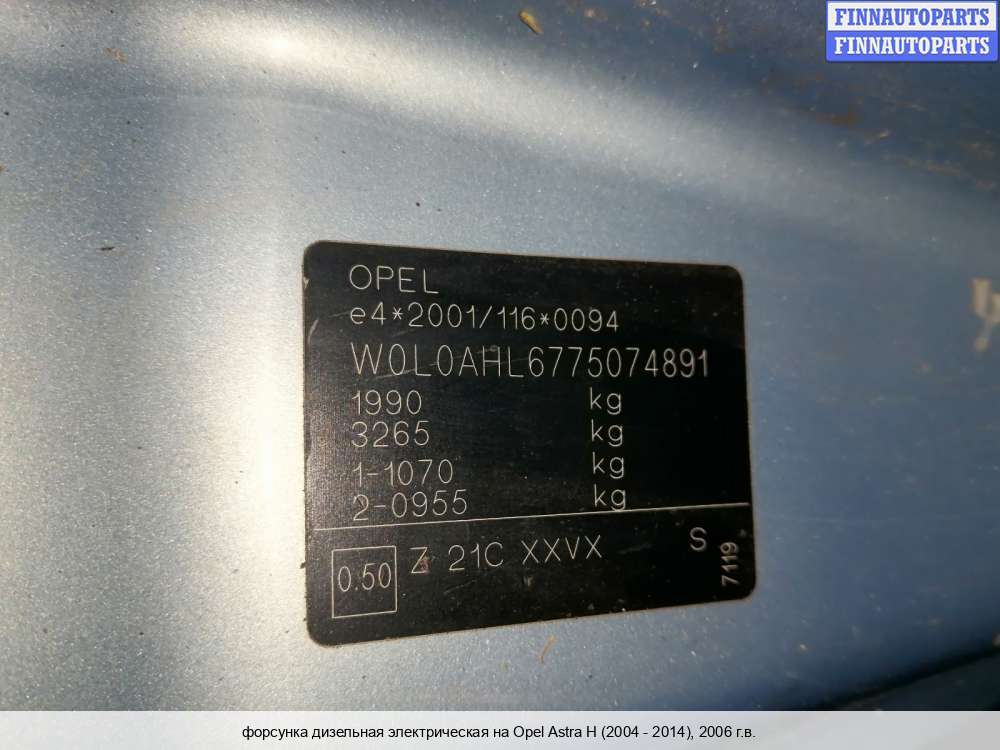 FINNAUTOPARTS
FINNAUTOPARTS
OPEL
e4*2001/116*0094
W0L0AHL6775074891
1990 kg
3265 kg
1-1070 kg
2-0955 kg
0.50 Z 21C XXVX S 7119
форсунка дизельная электрическая на Opel Astra H (2004 - 2014), 2006 г.в.